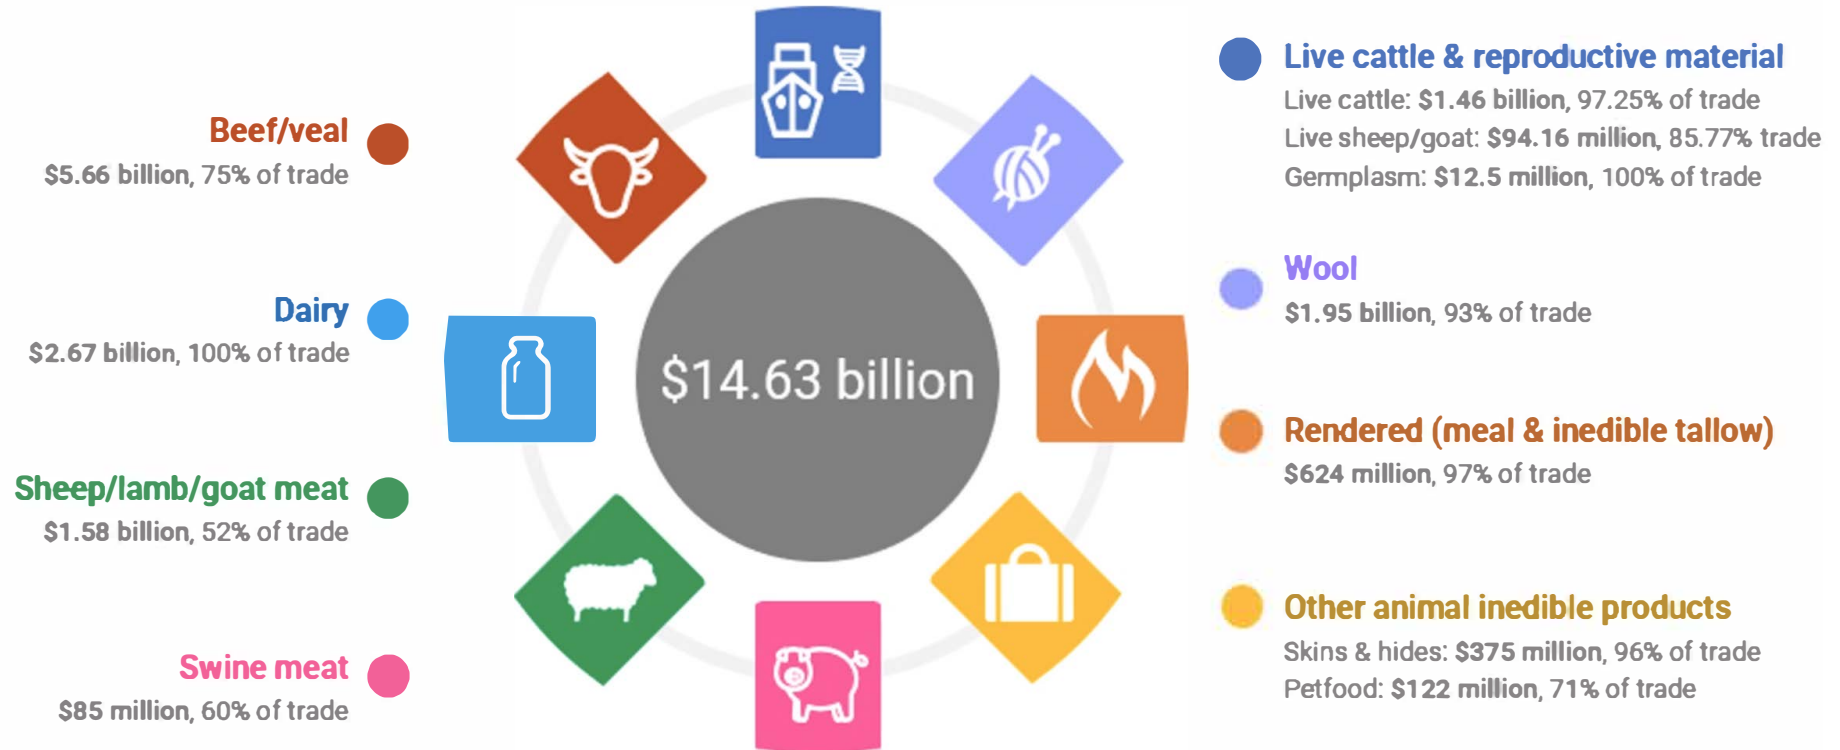 Beef/veal
$5.66 billion, 75% of trade
Dairy
$2.67 billion, 100% of trade
Sheep/lamb/goat meat
$1.58 billion, 52% of trade
Swine meat
$85 million, 60% of trade
$14.63 billion
Live cattle & reproductive material
Live cattle: $1.46 billion, 97.25% of trade
Live sheep/goat: $94.16 million, 85.77% trade
Germplasm: $12.5 million, 100% of trade
Wool
$1.95 billion, 93% of trade
Rendered (meal & inedible tallow)
$624 million, 97% of trade
Other animal inedible products
Skins & hides: $375 million, 96% of trade
Petfood: $122 million, 71% of trade